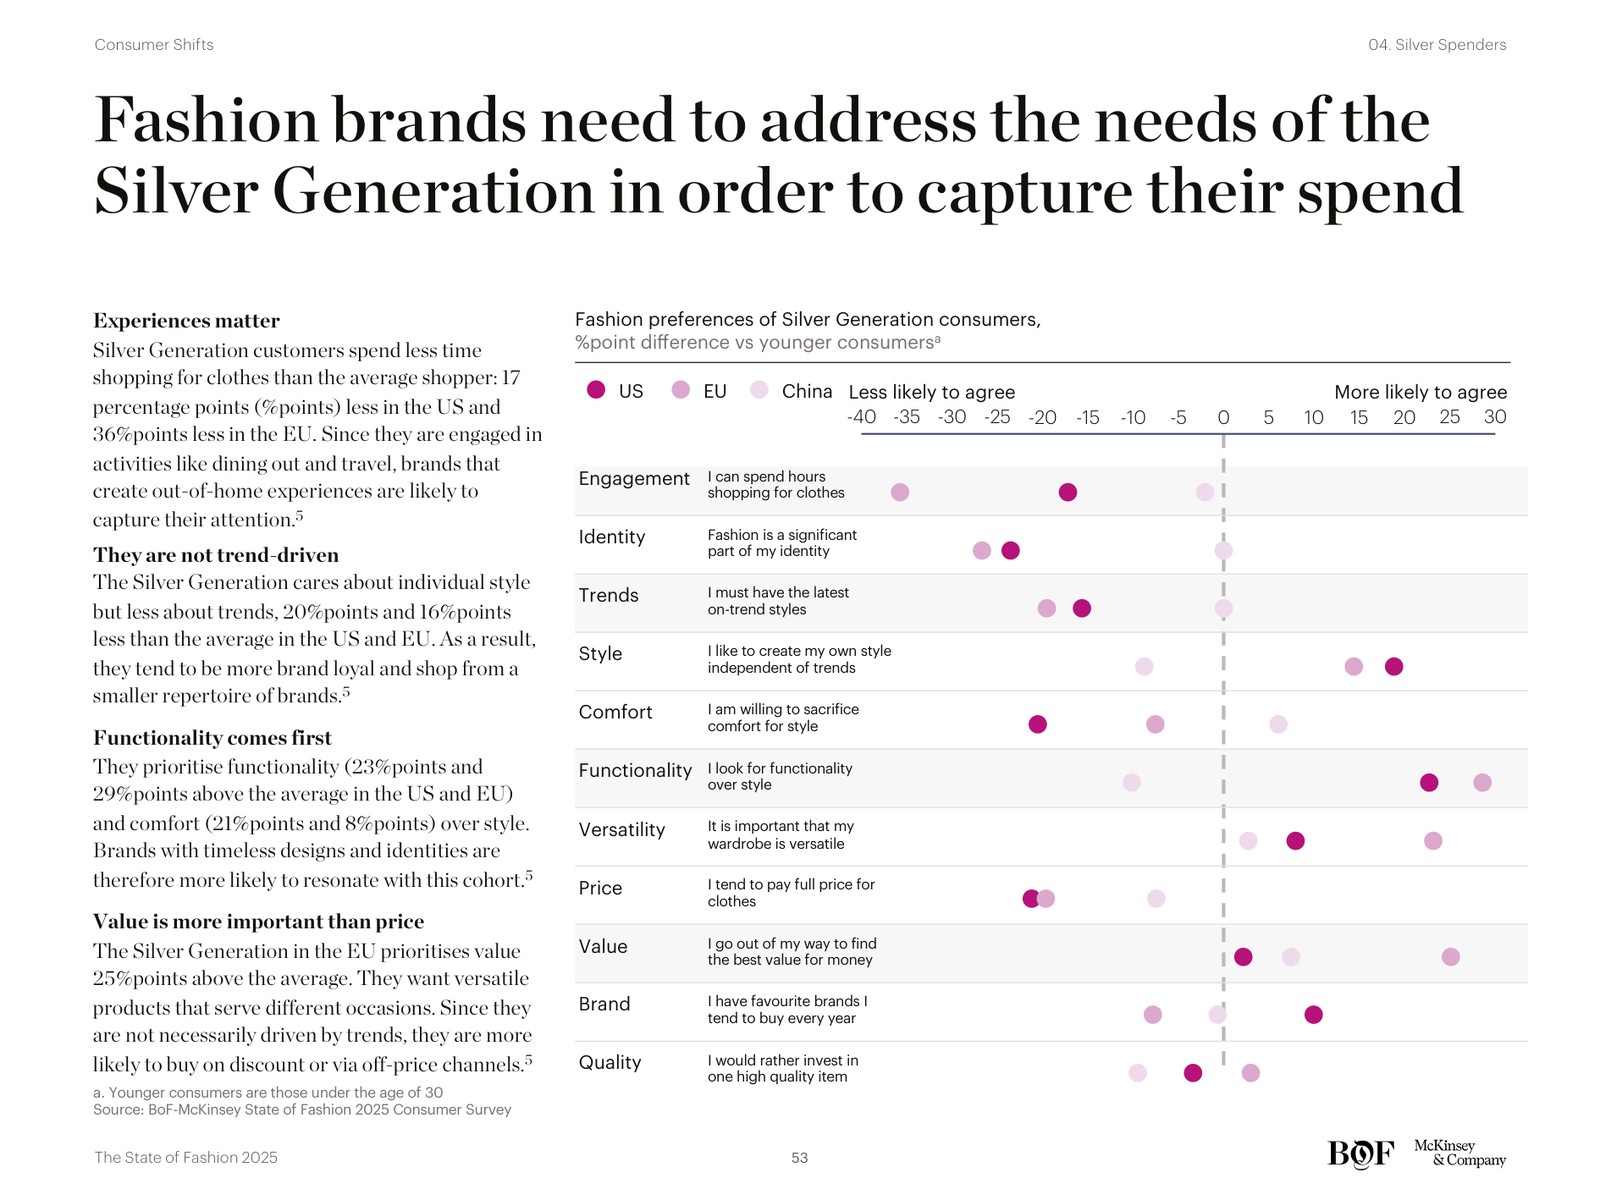 Consumer Shifts
04. Silver Spenders
Fashion brands need to address the needs of the
Silver Generation in order to capture their spend
Experiences matter
Silver Generation customers spend less time
shopping for clothes than the average shopper: 17
percentage points (%points) less in the US and
36%points less in the EU. Since they are engaged in
activities like dining out and travel, brands that
create out-of-home experiences are likely to
capture their attention.5
They are not trend-driven
The Silver Generation cares about individual style
but less about trends, 20%points and 16%points
less than the average in the US and EU. As a result,
they tend to be more brand loyal and shop from a
smaller repertoire of brands.5
Functionality comes first
They prioritise functionality (23%points and
29%points above the average in the US and EU)
and comfort (21%points and 8%points) over style.
Brands with timeless designs and identities are
therefore more likely to resonate with this cohort.5
Value is more important than price
The Silver Generation in the EU prioritises value
25%points above the average. They want versatile
products that serve different occasions. Since they
are not necessarily driven by trends, they are more
likely to buy on discount or via off-price channels.5
a. Younger consumers are those under the age of 30
Source: BoF-McKinsey State of Fashion 2025 Consumer Survey
Fashion preferences of Silver Generation consumers,
%point difference vs younger consumersa
US EU China Less likely to agree More likely to agree
-40 -35 -30 -25 -20 -15 -10 -5 0 5 10 15 20 25 30
Engagement I can spend hours
shopping for clothes
Identity Fashion is a significant
part of my identity
Trends I must have the latest
on-trend styles
Style I like to create my own style
independent of trends
Comfort I am willing to sacrifice
comfort for style
Functionality I look for functionality
over style
Versatility It is important that my
wardrobe is versatile
Price I tend to pay full price for
clothes
Value I go out of my way to find
the best value for money
Brand I have favourite brands I
tend to buy every year
Quality I would rather invest in
one high quality item
The State of Fashion 2025
53
BOF
McKinsey
& Company